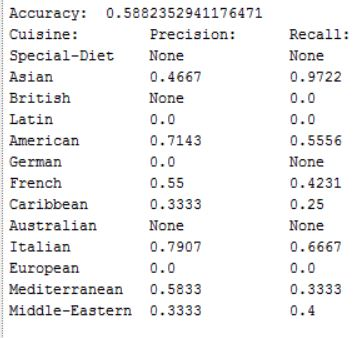 Accuracy:  0.5882352941176471
Cuisine:        Precision:      Recall:
Special-Diet    None            None
Asian           0.4667          0.9722
British         None            0.0
Latin           0.0             0.0
American        0.7143          0.5556
German          0.0             None
French          0.55            0.4231
Caribbean       0.3333          0.25
Australian      None            None
Italian         0.7907          0.6667
European        0.0             0.0
Mediterranean   0.5833          0.3333
Middle-Eastern  0.3333          0.4